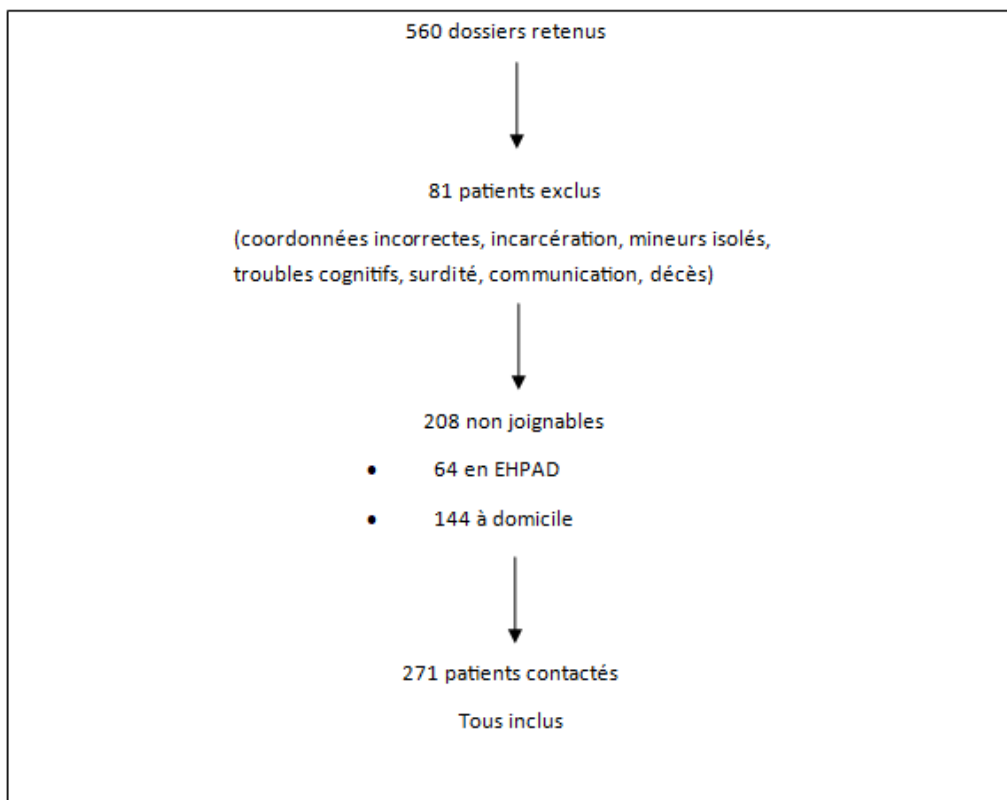 560 dossiers retenus
81 patients exclus
(coordonnées incorrectes, incarcération, mineurs isolés,
troubles cognitifs, surdité, communication, décès)
208 non joignables
• 64 en EHPAD
• 144 à domicile
271 patients contactés
Tous inclus